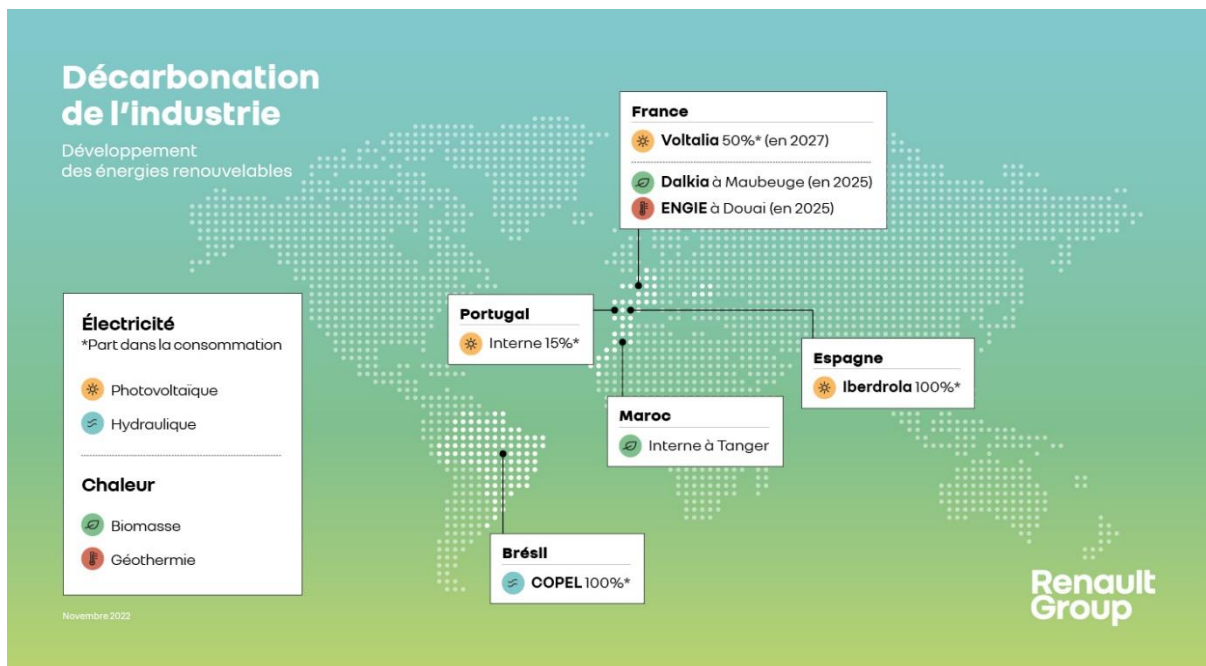 Décarbonation
de l'industrie
Développement
des énergies renouvelables
France
Voltalia 50%* (en 2027)
Dalkia à Maubeuge (en 2025)
ENGIE à Douai (en 2025)
Électricité
*Part dans la consommation
Photovoltaïque
Hydraulique
Chaleur
Biomasse
Géothermie
Portugal
Interne 15%*
Espagne
Iberdrola 100%*
Maroc
Interne à Tanger
Brésil
COPEL 100%*
Renault
Group
Novembre 2022